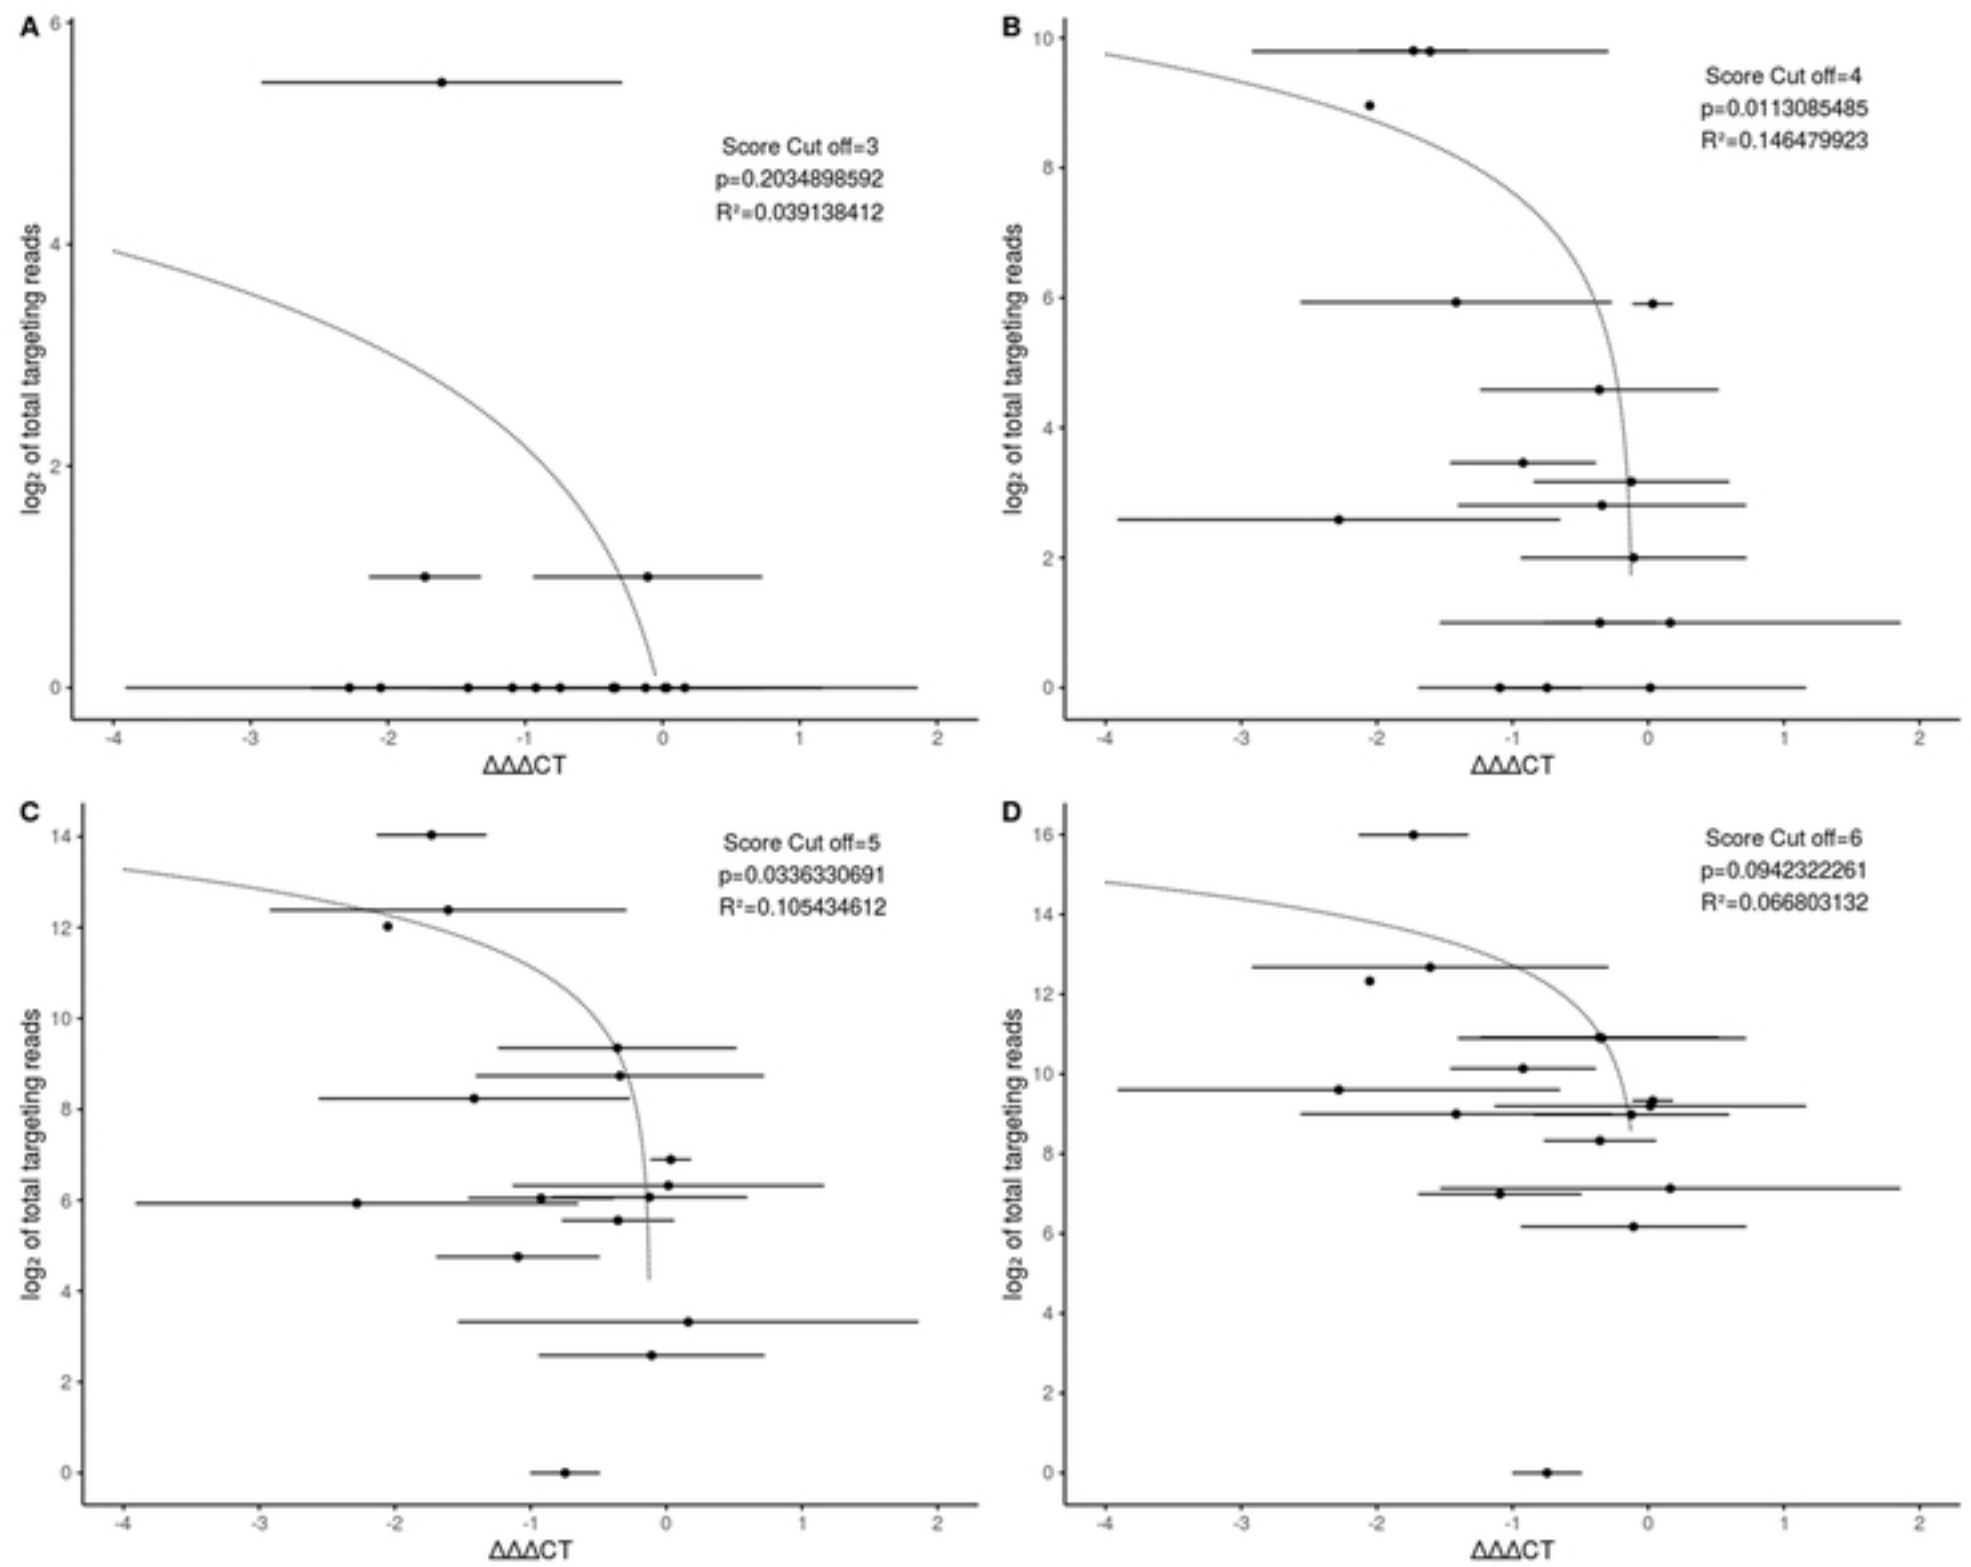 A
6
4
2
0
-4 -3 -2 -1 0 1 2
log₂ of total targeting reads
ΔΔΔCT
Score Cut off=3
p=0.2034898592
R²=0.039138412
B
10
8
6
4
2
0
-4 -3 -2 -1 0 1 2
log₂ of total targeting reads
ΔΔΔCT
Score Cut off=4
p=0.0113085485
R²=0.146479923
C
14
12
10
8
6
4
2
0
-4 -3 -2 -1 0 1 2
log₂ of total targeting reads
ΔΔΔCT
Score Cut off=5
p=0.0336330691
R²=0.105434612
D
16
14
12
10
8
6
4
2
0
-4 -3 -2 -1 0 1 2
log₂ of total targeting reads
ΔΔΔCT
Score Cut off=6
p=0.0942322261
R²=0.066803132